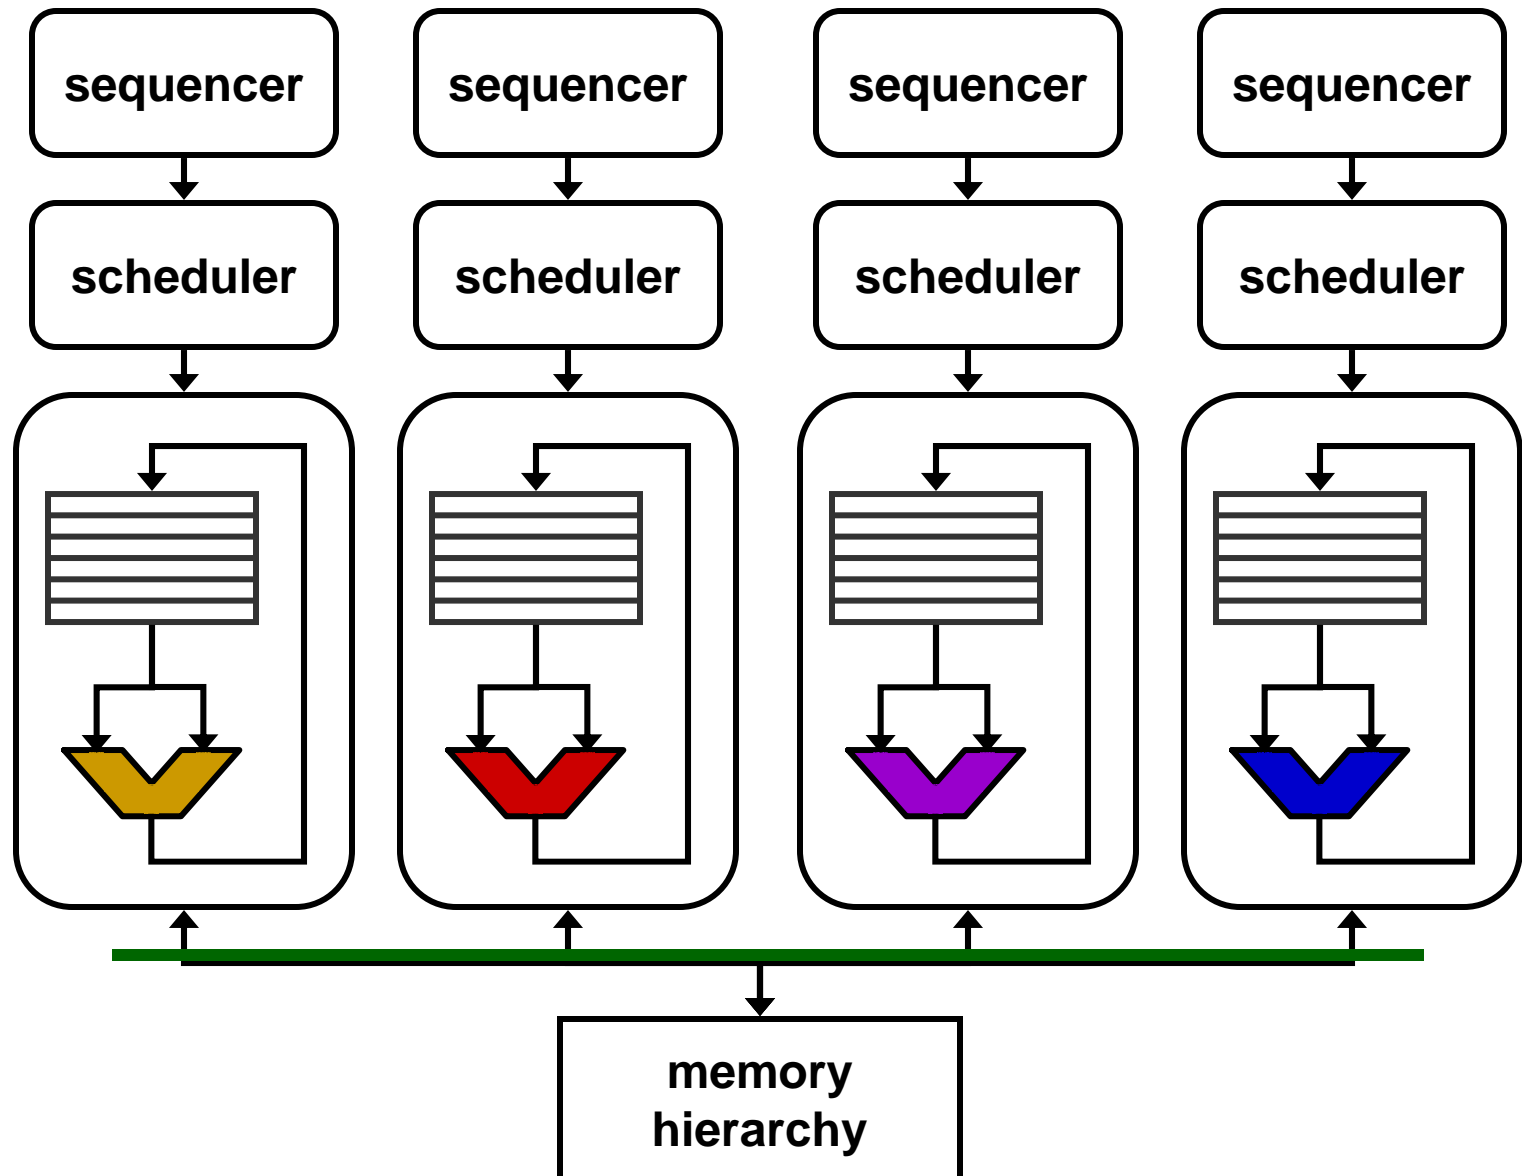 sequencer
sequencer
sequencer
sequencer
scheduler
scheduler
scheduler
scheduler
memory
hierarchy